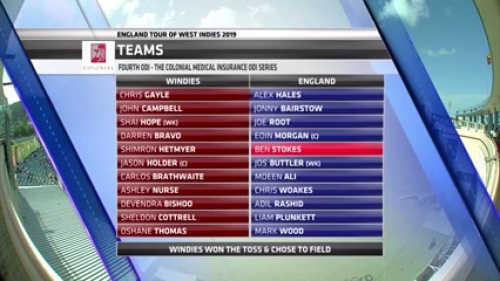 ENGLAND TOUR OF WEST INDIES 2019
COLONIAL
TEAMS
FOURTH ODI - THE COLONIAL MEDICAL INSURANCE ODI SERIES
WINDIES ENGLAND
CHRIS GAYLE ALEX HALES
JOHN CAMPBELL JONNY BAIRSTOW
SHAI HOPE (WK) JOE ROOT
DARREN BRAVO EOIN MORGAN (C)
SHIMRON HETMYER BEN STOKES
JASON HOLDER (C) JOS BUTTLER (WK)
CARLOS BRATHWAITE MOEEN ALI
ASHLEY NURSE CHRIS WOAKES
DEVENDRA BISHOO ADIL RASHID
SHELDON COTTRELL LIAM PLUNKETT
OSHANE THOMAS MARK WOOD
WINDIES WON THE TOSS & CHOSE TO FIELD